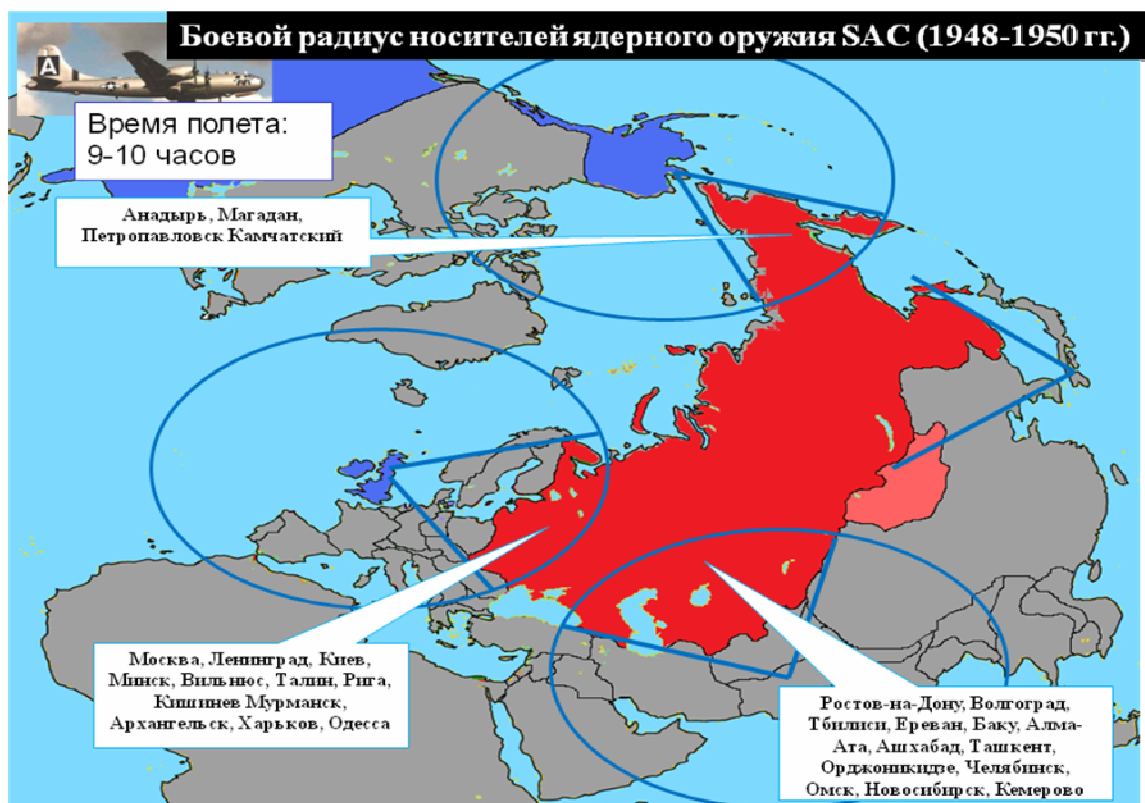 Боевой радиус носителей ядерного оружия SAC (1948-1950 гг.)
A
Время полета:
9-10 часов
Анадырь, Магадан,
Петропавловск Камчатский
Москва, Ленинград, Киев,
Минск, Вильнюс, Талин, Рига,
Кишинев Мурманск,
Архангельск, Харьков, Одесса
Ростов-на-Дону, Волгоград,
Тбилиси, Ереван, Баку, Алма-
Ата, Ашхабад, Ташкент,
Орджоникидзе, Челябинск,
Омск, Новосибирск, Кемерово